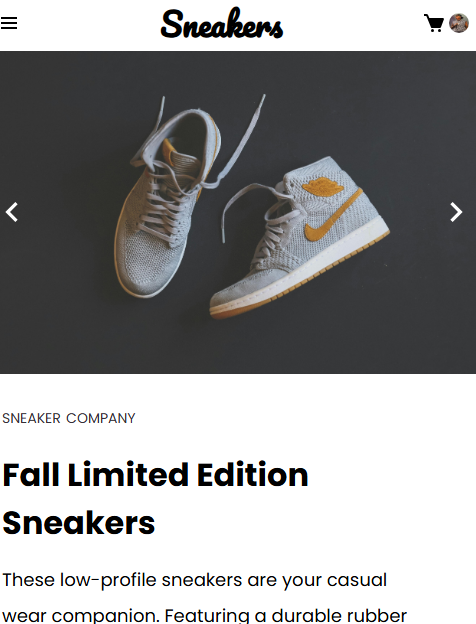 Sneakers
SNEAKER COMPANY
Fall Limited Edition
Sneakers
These low-profile sneakers are your casual
wear companion. Featuring a durable rubber